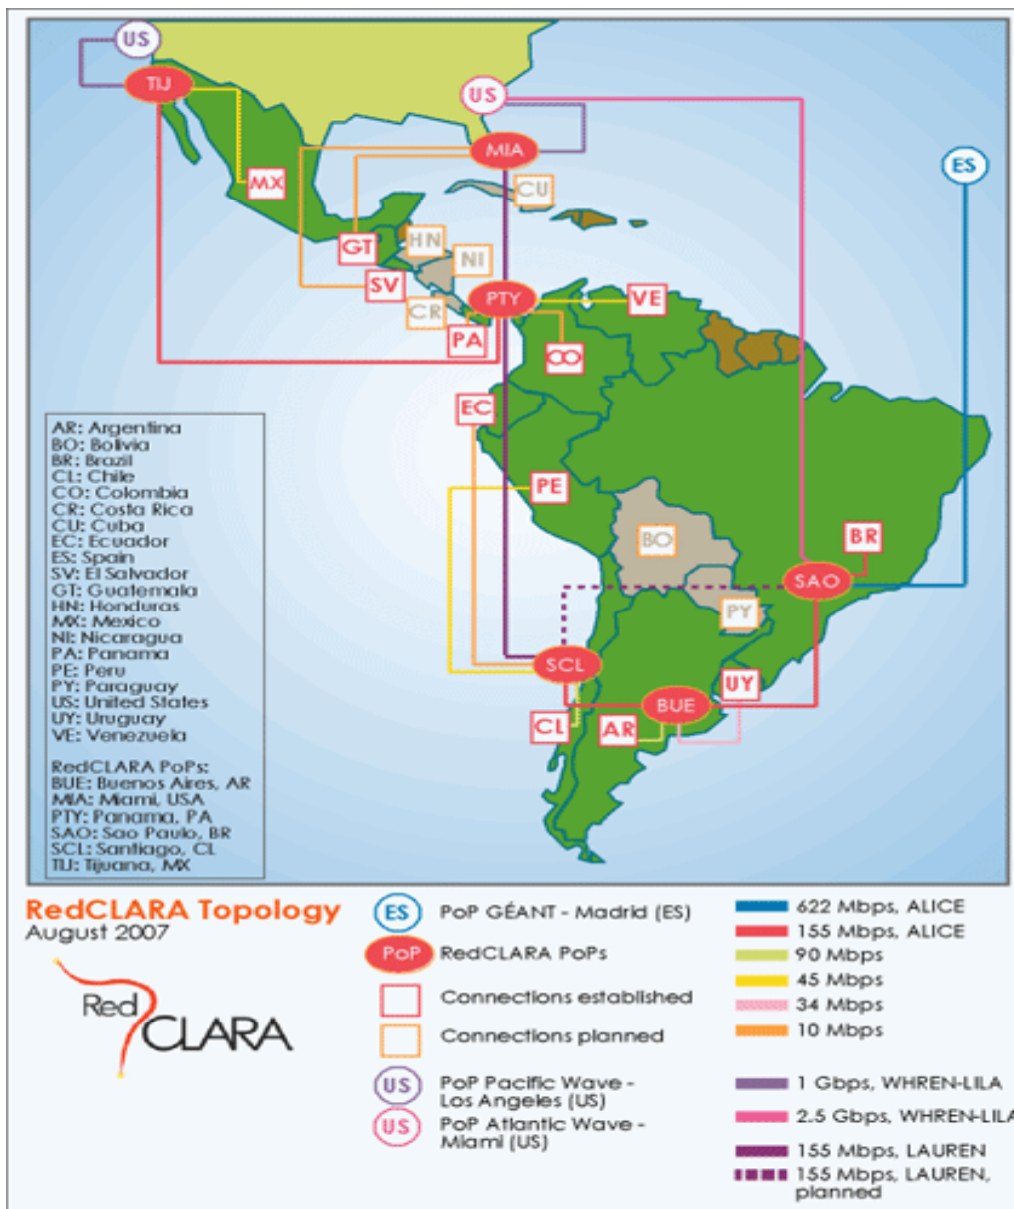 US
TIJ
US
MIA
ES
MX
CU
GT
HN
NI
SV
CR
PTY
VE
PA
CO
EC
PE
BO
BR
SAO
PY
SCL
UY
BUE
CL
AR
AR: Argentina
BO: Bolivia
BR: Brazil
CL: Chile
CO: Colombia
CR: Costa Rica
CU: Cuba
EC: Ecuador
ES: Spain
SV: El Salvador
GT: Guatemala
HN: Honduras
MX: Mexico
NI: Nicaragua
PA: Panama
PE: Peru
PY: Paraguay
US: United States
UY: Uruguay
VE: Venezuela
RedCLARA PoPs:
BUE: Buenos Aires, AR
MIA: Miami, USA
PTY: Panama, PA
SAO: Sao Paulo, BR
SCL: Santiago, CL
TIJ: Tijuana, MX
RedCLARA Topology
August 2007
Red
CLARA
ES
PoP GÉANT - Madrid (ES)
PoP
RedCLARA PoPs
Connections established
Connections planned
US
PoP Pacific Wave -
Los Angeles (US)
US
PoP Atlantic Wave -
Miami (US)
622 Mbps, ALICE
155 Mbps, ALICE
90 Mbps
45 Mbps
34 Mbps
10 Mbps
1 Gbps, WHREN-LILA
2.5 Gbps, WHREN-LILA
155 Mbps, LAUREN
155 Mbps, LAUREN,
planned